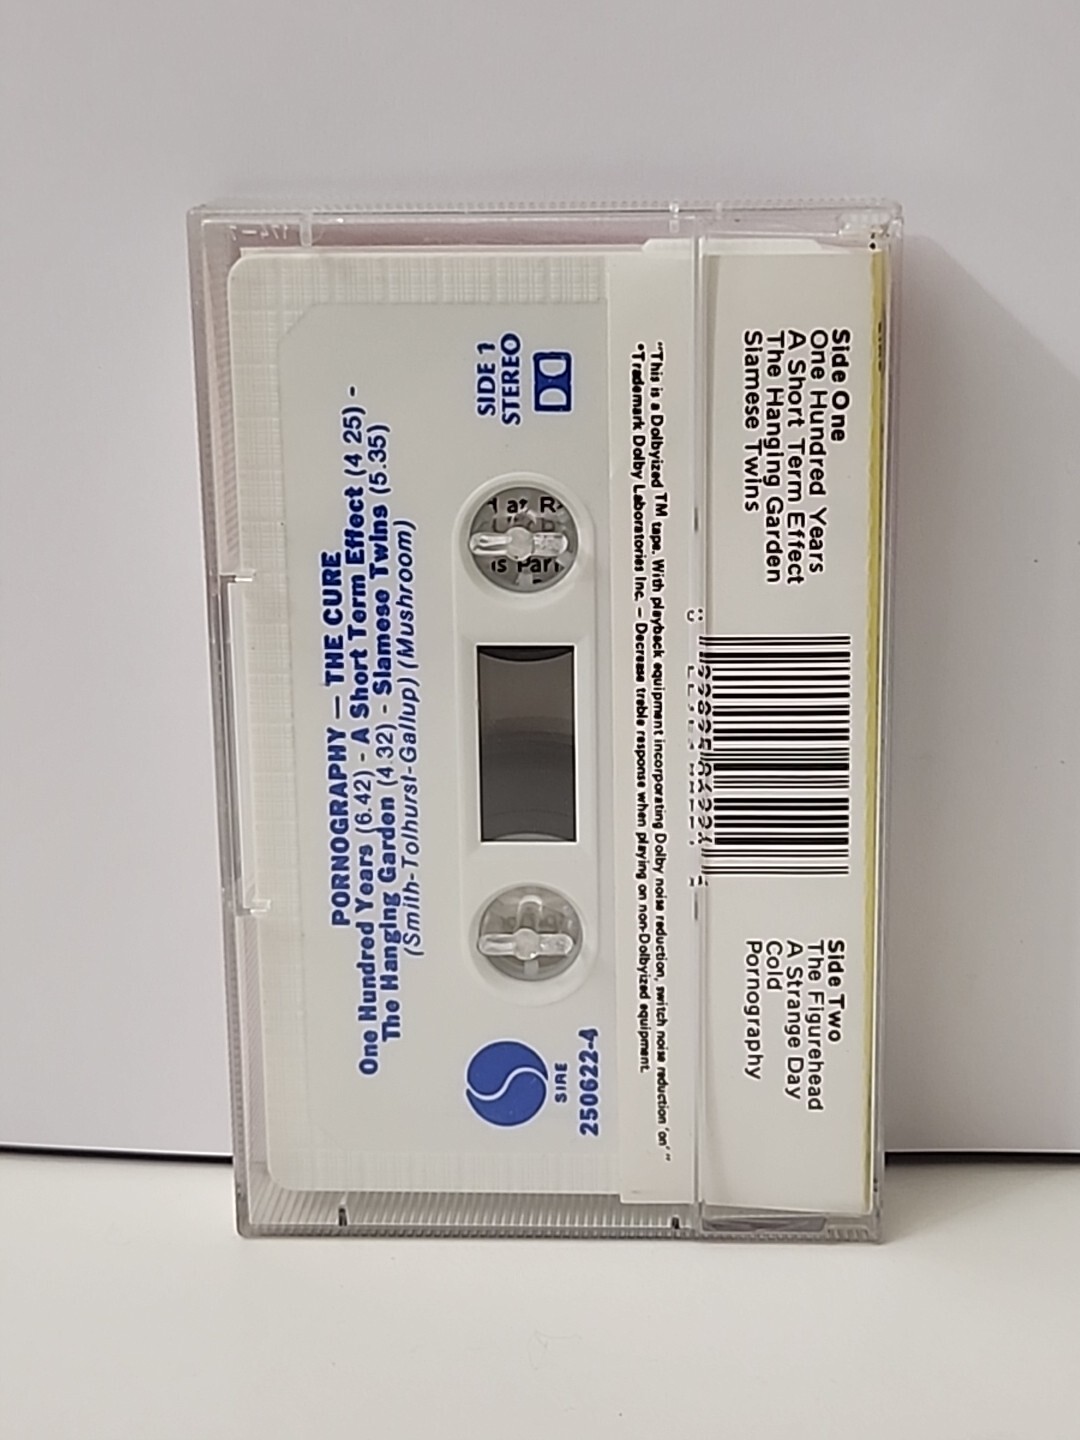 Side One
One Hundred Years
A Short Term Effect
The Hanging Garden
Siamese Twins
Side Two
The Figurehead
A Strange Day
Cold
Pornography
"This is a Dolbyized TM tape. With playback equipment incorporating Dolby noise reduction, switch noise reduction 'on' "
*Trademark Dolby Laboratories Inc. – Decrease treble response when playing on non-Dolbyized equipment.
SIDE 1
STEREO
PORNOGRAPHY — THE CURE
One Hundred Years (6.42) - A Short Term Effect (4 25) -
The Hanging Garden (4 32) - Siamese Twins (5.35)
(Smith-Tolhurst-Gallup) (Mushroom)
SIRE
250622-4